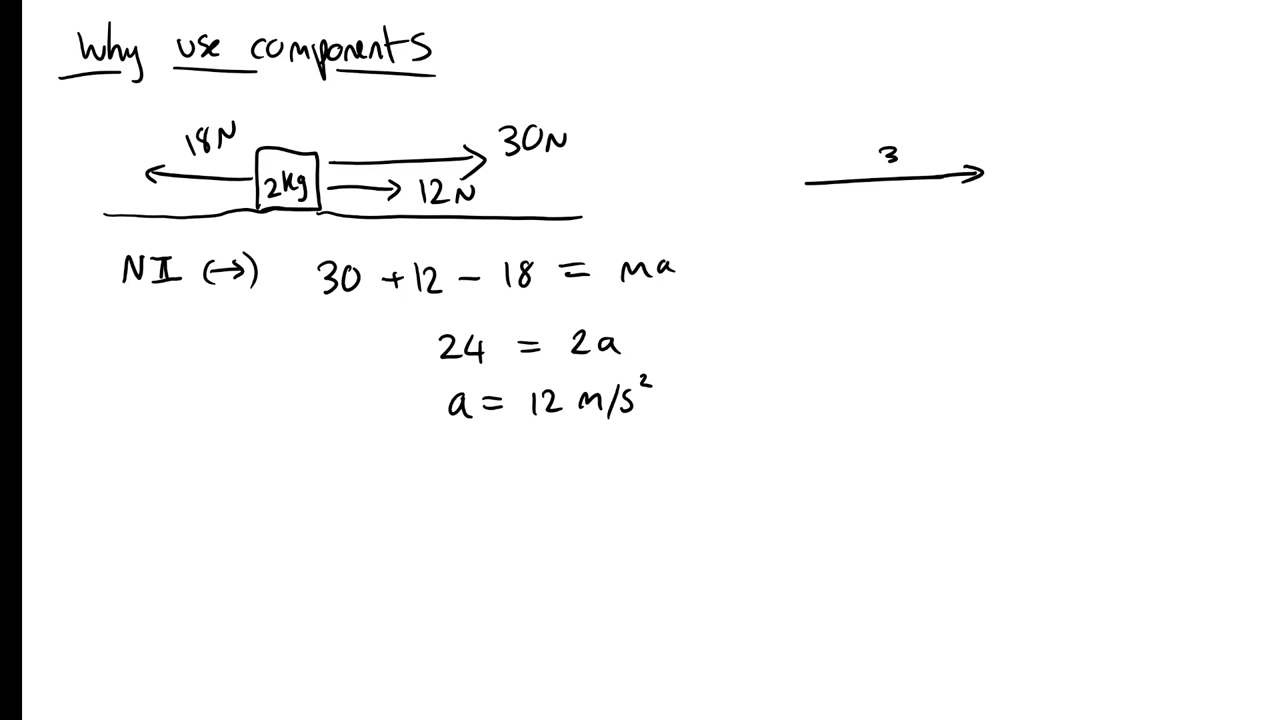 Why use components
18N
30N
2kg
12N
3
NII (→) 30 + 12 - 18 = ma
24 = 2a
a = 12 m/s²